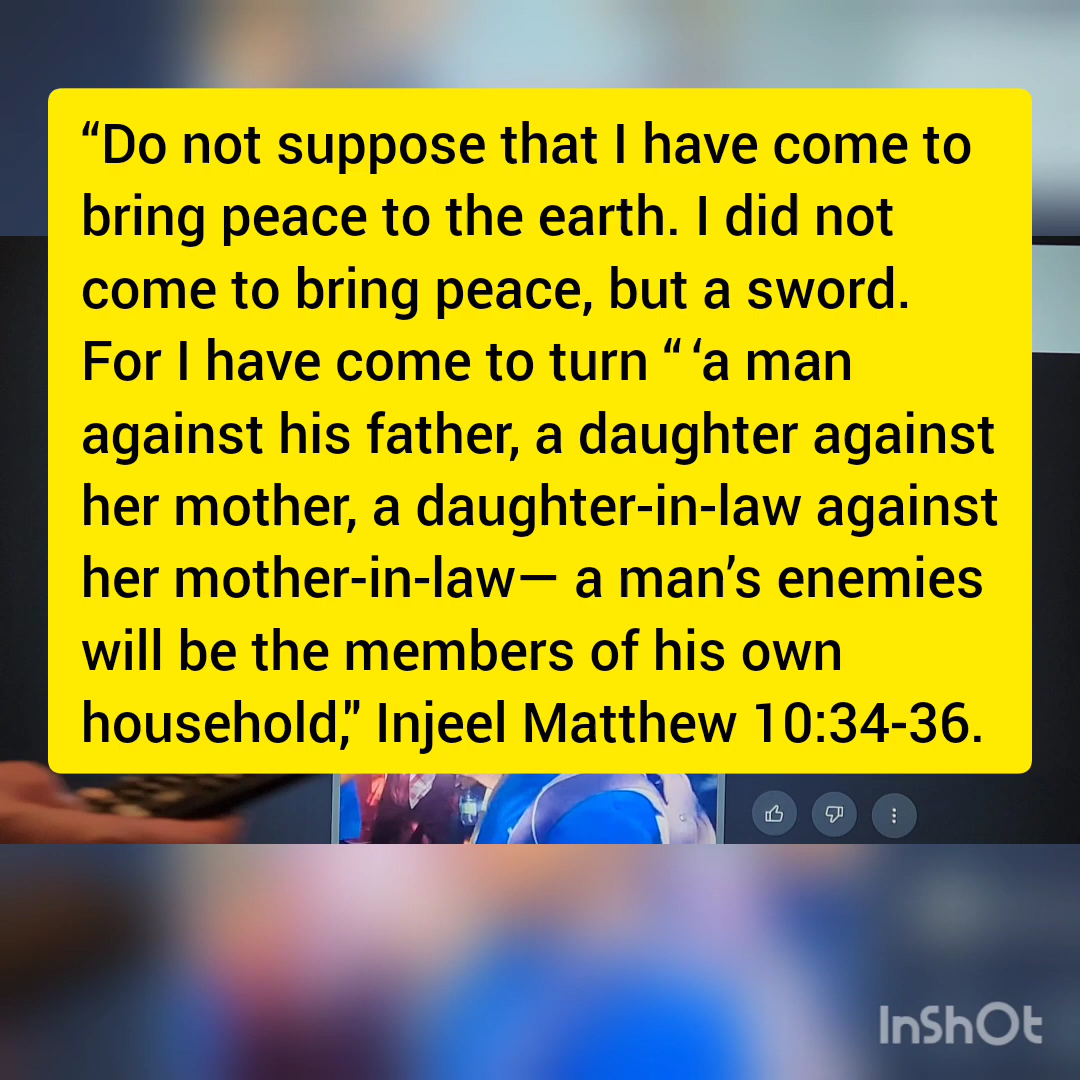 “Do not suppose that I have come to
bring peace to the earth. I did not
come to bring peace, but a sword.
For I have come to turn “ ‘a man
against his father, a daughter against
her mother, a daughter-in-law against
her mother-in-law— a man’s enemies
will be the members of his own
household," Injeel Matthew 10:34-36.
InShOt